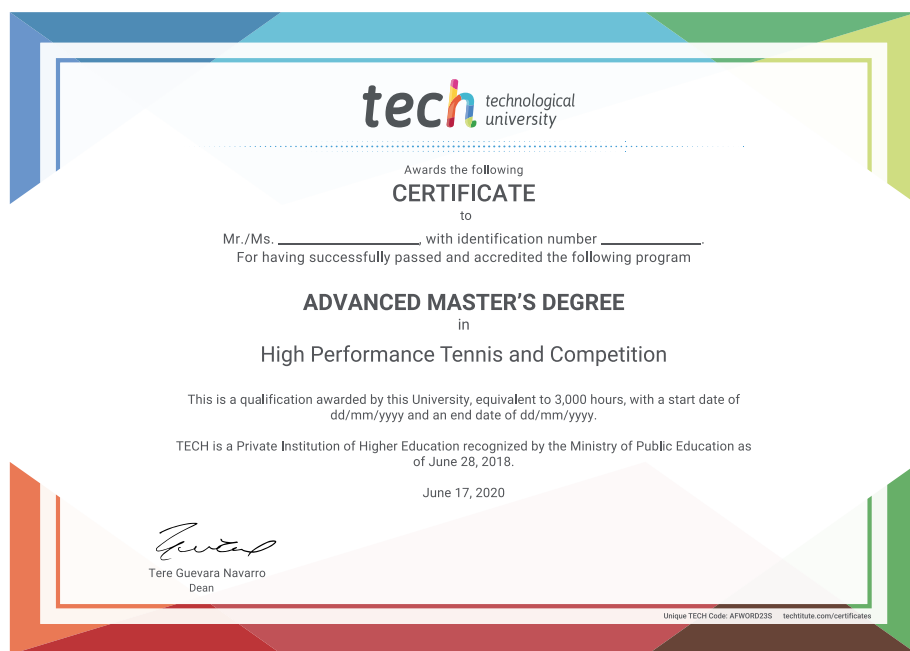 tech technological
university
Awards the following
CERTIFICATE
to
Mr./Ms. ____________________, with identification number ______________.
For having successfully passed and accredited the following program
ADVANCED MASTER'S DEGREE
in
High Performance Tennis and Competition
This is a qualification awarded by this University, equivalent to 3,000 hours, with a start date of
dd/mm/yyyy and an end date of dd/mm/yyyy.
TECH is a Private Institution of Higher Education recognized by the Ministry of Public Education as
of June 28, 2018.
June 17, 2020
Tere Guevara Navarro
Dean
Unique TECH Code: AFWORD23S techtitute.com/certificates